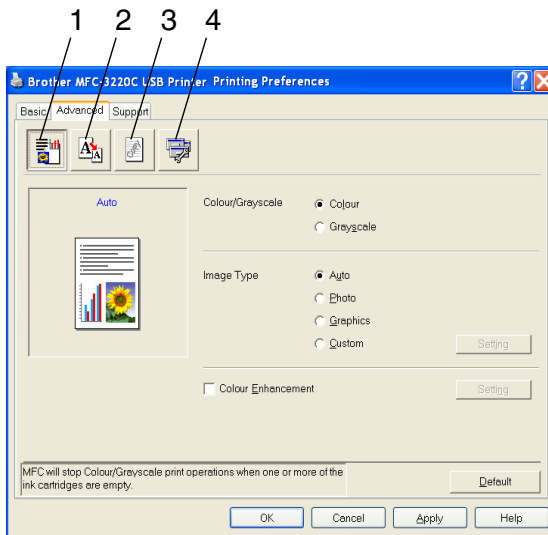 1 2 3 4
Brother MFC-3220C USB Printer Printing Preferences
Basic Advanced Support
Auto
Colour/Grayscale
Colour
Grayscale
Image Type
Auto
Photo
Graphics
Custom
Setting
Colour Enhancement
Setting
MFC will stop Colour/Grayscale print operations when one or more of the
ink cartridges are empty.
Default
OK Cancel Apply Help